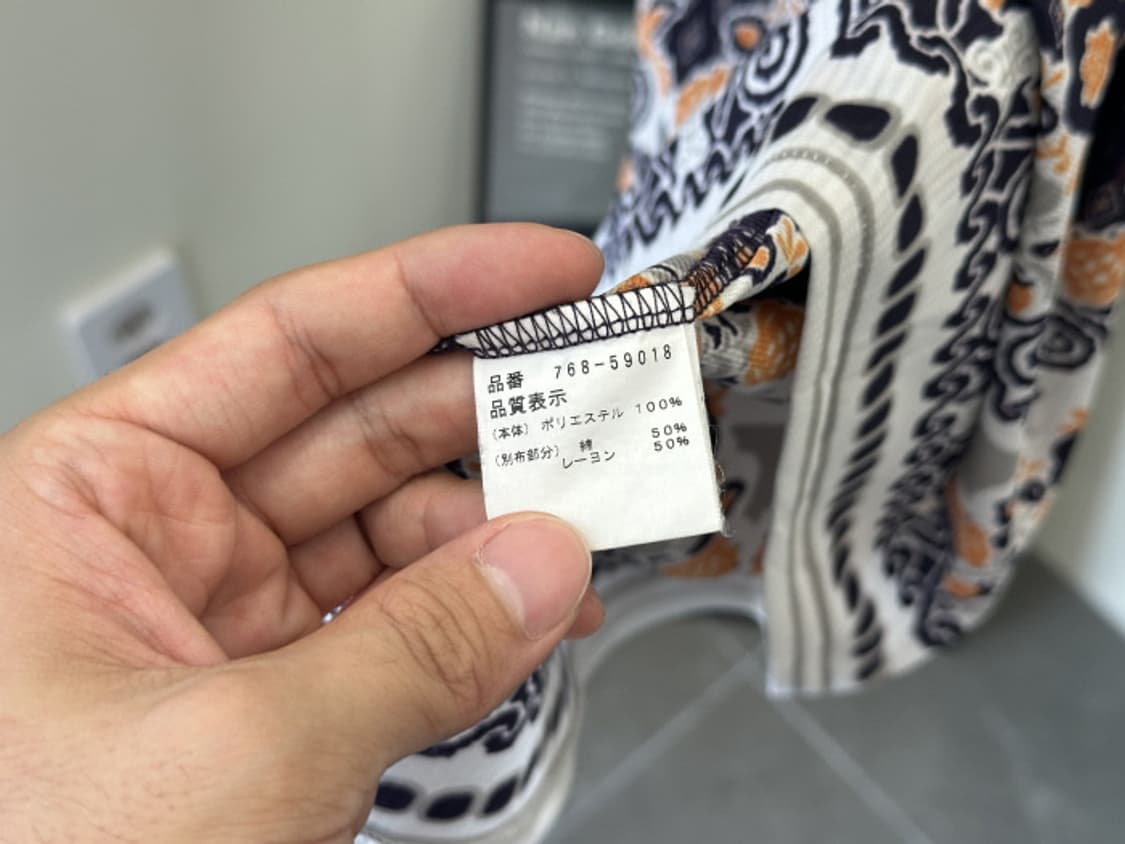 品番 768-59018
品質表示
(本体) ポリエステル 100%
(別布部分) 綿 50%
レーヨン 50%